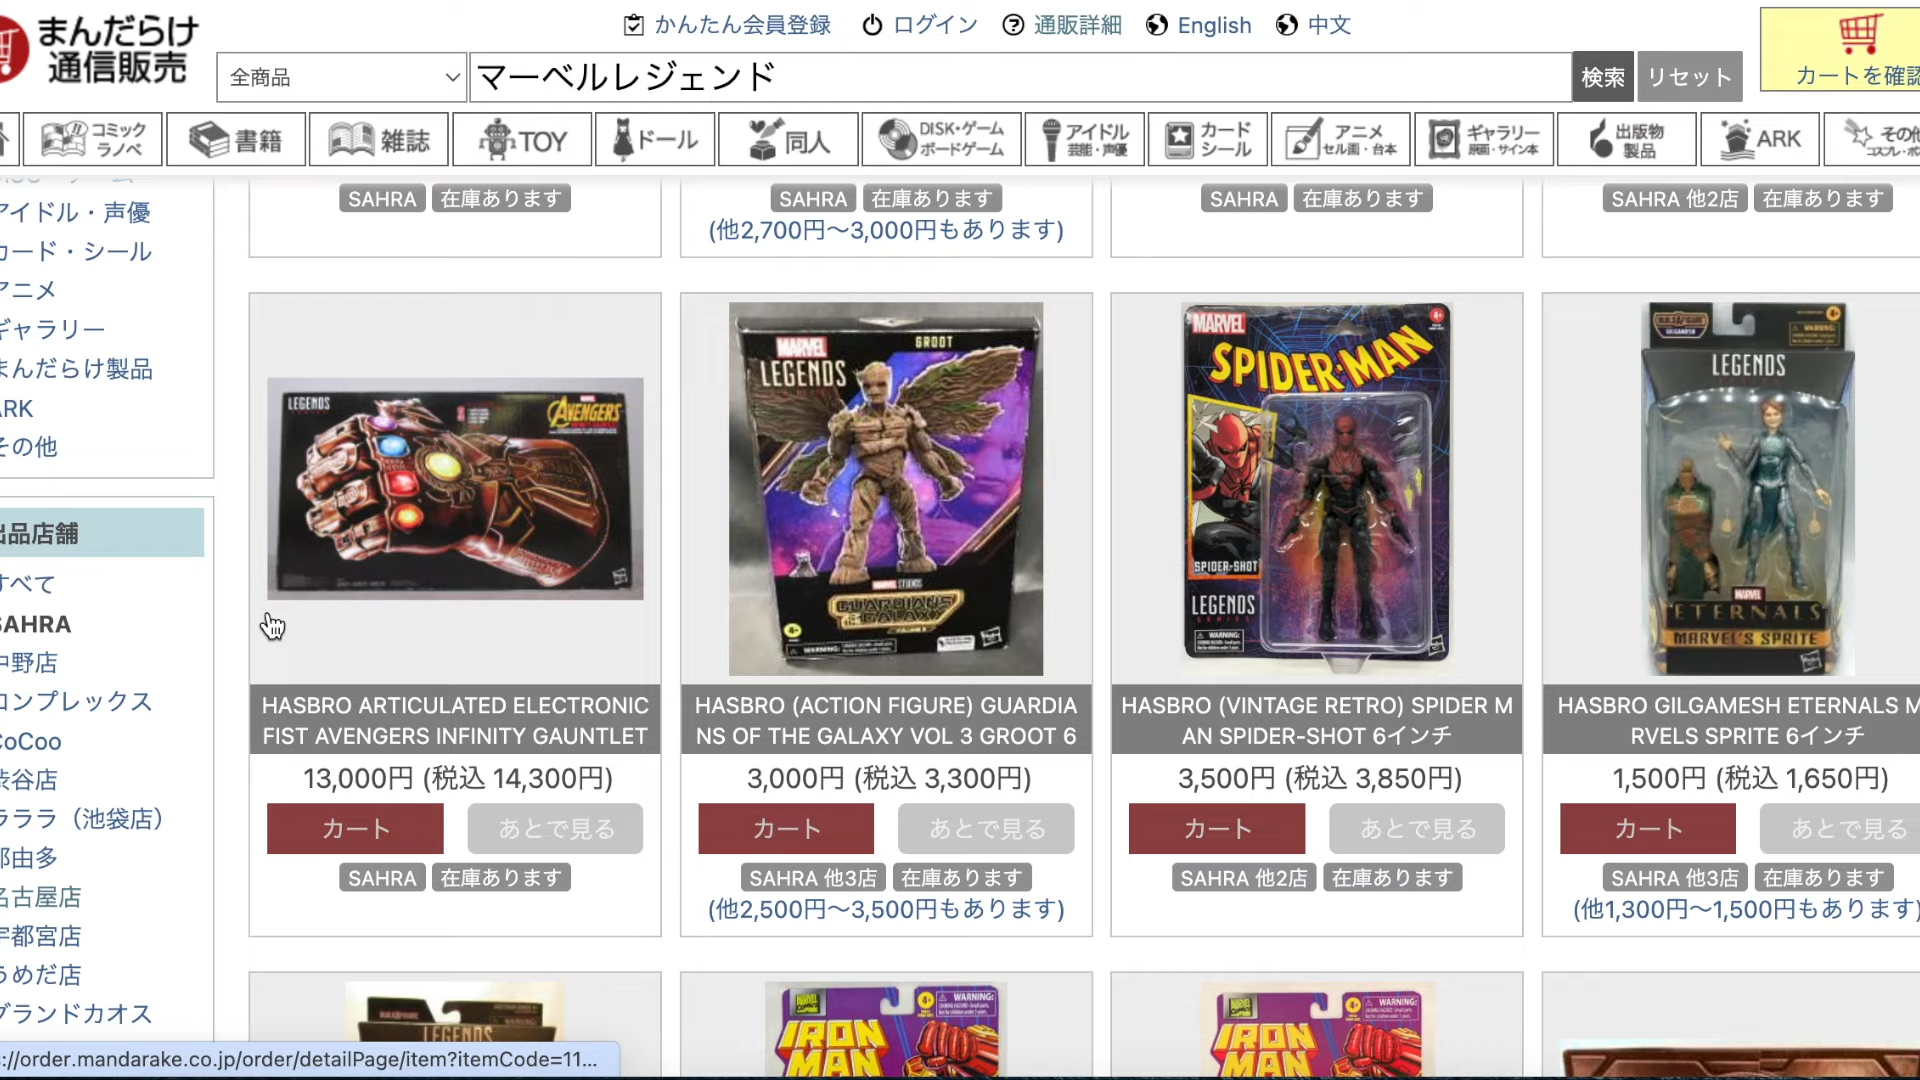 まんだらけ
通信販売
かんたん会員登録
ログイン
通販詳細
English
中文
カートを確認
全商品
マーベルレジェンド
検索
リセット
コミック
ラノベ
書籍
雑誌
TOY
ドール
同人
DISK・ゲーム
ボードゲーム
アイドル
芸能・声優
カード
シール
アニメ
セル画・台本
ギャラリー
原画・サイン本
出版物
製品
ARK
アイドル・声優
カード・シール
アニメ
ギャラリー
まんだらけ製品
ARK
その他
出品店舗
すべて
SAHRA
中野店
コンプレックス
CoCoo
渋谷店
ラララ（池袋店）
那由多
名古屋店
宇都宮店
うめだ店
グランドカオス
SAHRA 在庫あります
SAHRA 在庫あります
(他2,700円〜3,000円もあります)
SAHRA 在庫あります
SAHRA 他2店 在庫あります
LEGENDS
AVENGERS
HASBRO ARTICULATED ELECTRONIC
FIST AVENGERS INFINITY GAUNTLET
13,000円 (税込 14,300円)
カート あとで見る
SAHRA 在庫あります
MARVEL
LEGENDS
GROOT
MARVEL STUDIOS
GUARDIANS
GALAXY
WARNING:
HASBRO (ACTION FIGURE) GUARDIA
NS OF THE GALAXY VOL 3 GROOT 6
3,000円 (税込 3,300円)
カート あとで見る
SAHRA 他3店 在庫あります
(他2,500円〜3,500円もあります)
MARVEL
SPIDER-MAN
SPIDER-SHOT
LEGENDS
SERIES
WARNING:
HASBRO (VINTAGE RETRO) SPIDER M
AN SPIDER-SHOT 6インチ
3,500円 (税込 3,850円)
カート あとで見る
SAHRA 他2店 在庫あります
GILGAMESH
WARNING:
LEGENDS
MARVEL
ETERNALS
MARVEL'S SPRITE
HASBRO GILGAMESH ETERNALS M
RVELS SPRITE 6インチ
1,500円 (税込 1,650円)
カート あとで見る
SAHRA 他3店 在庫あります
(他1,300円〜1,500円もあります)
LEGENDS
WARNING:
IRON
MAN
WARNING:
IRON
MAN
://order.mandarake.co.jp/order/detailPage/item?itemCode=11...